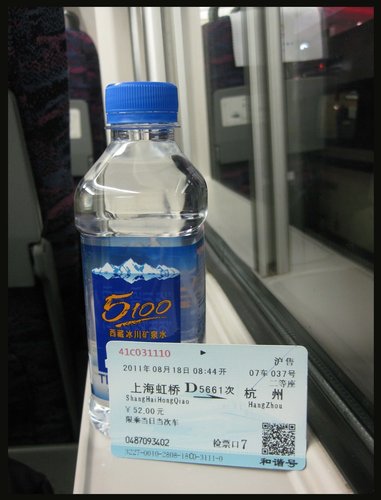 5100
西藏冰川矿泉水
41C031110
沪售
2011年08月18日08:44开
07车037号
二等座
上海虹桥 D5661次 杭州
ShangHaiHongQiao
HangZhou
￥52.00元
限乘当日当次车
0487093402
检票口7
和谐号